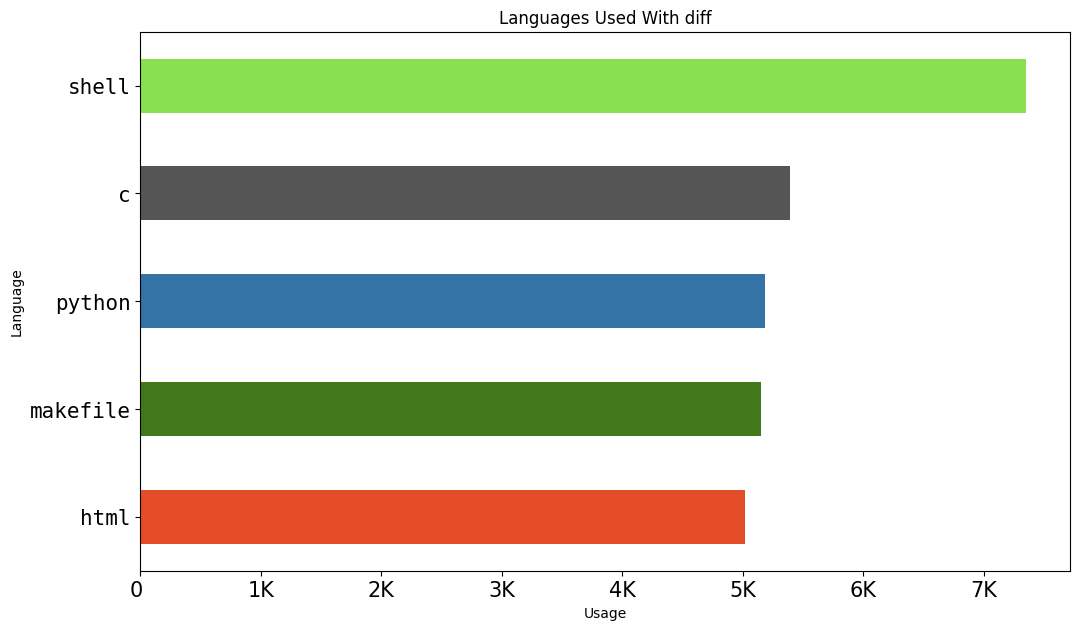 Languages Used With diff
Language
shell
c
python
makefile
html
0 1K 2K 3K 4K 5K 6K 7K
Usage